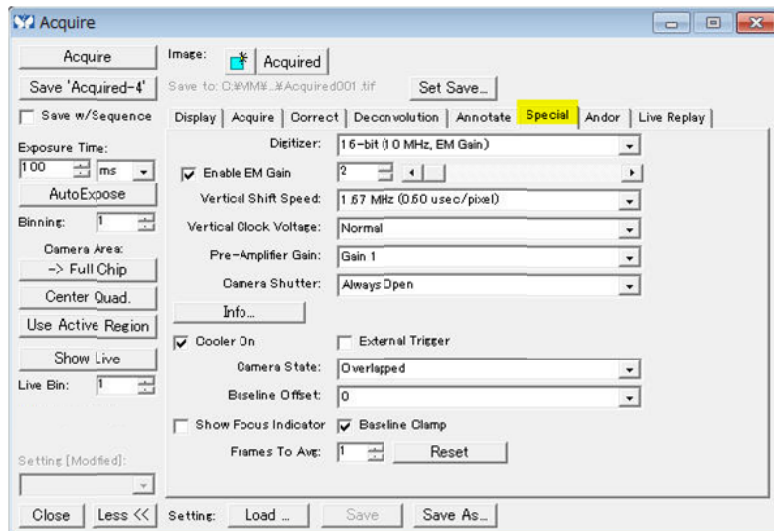 Acquire
Acquire
Image:
Acquired
Save 'Acquired-4'
Save to: C:¥MM¥...¥Acquired001.tif
Set Save...
Save w/Sequence
Display
Acquire
Correct
Deconvolution
Annotate
Special
Andor
Live Replay
Exposure Time:
100
ms
AutoExpose
Binning:
1
Camera Area:
-> Full Chip
Center Quad.
Use Active Region
Show Live
Live Bin:
1
Digitizer:
16-bit (10 MHz, EM Gain)
Enable EM Gain
2
Vertical Shift Speed:
1.67 MHz (0.60 usec/pixel)
Vertical Clock Voltage:
Normal
Pre-Amplifier Gain:
Gain 1
Camera Shutter:
Always Open
Info...
Cooler On
External Trigger
Camera State:
Overlapped
Baseline Offset:
0
Show Focus Indicator
Baseline Clamp
Frames To Avg:
1
Reset
Setting [Modified]:
Close
Less <<
Setting:
Load ...
Save
Save As...